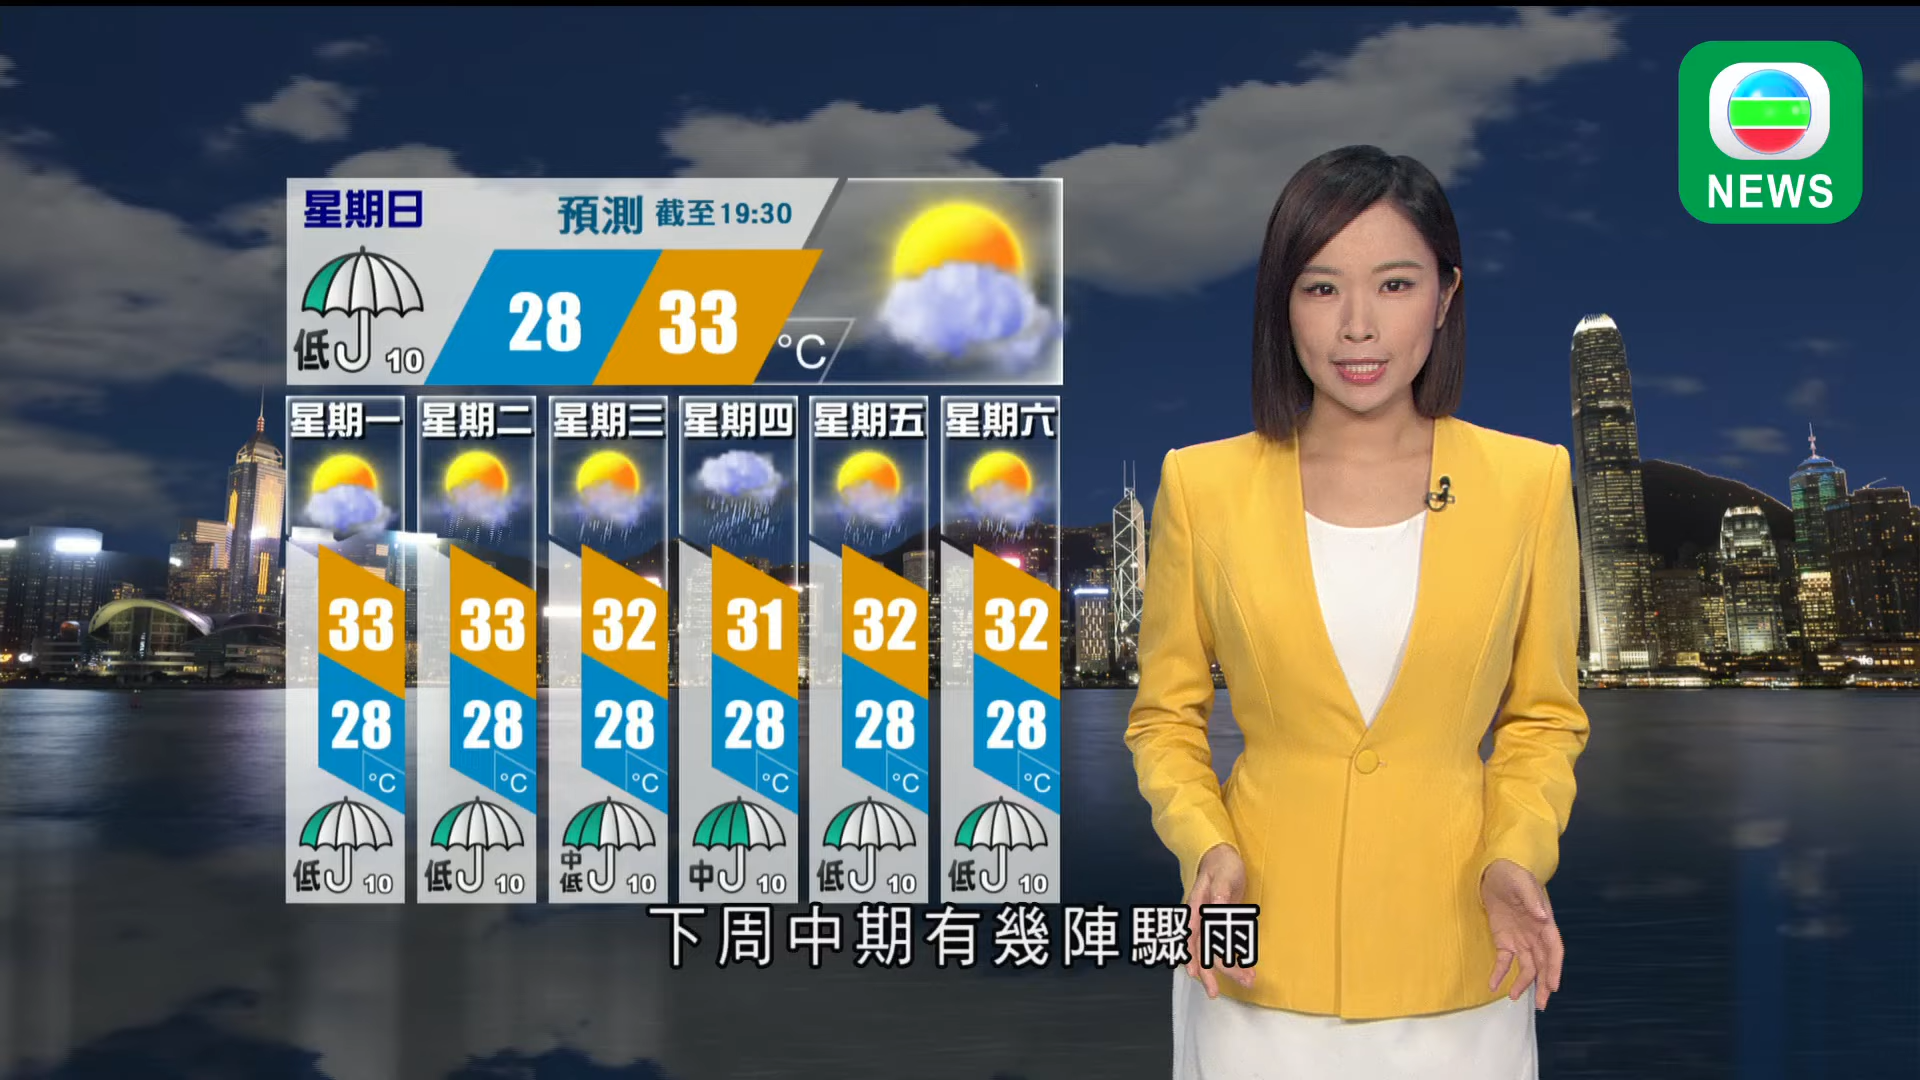 NEWS
星期日
預測 截至19:30
28 33 °C
低 10
星期一 星期二 星期三 星期四 星期五 星期六
33 33 32 31 32 32
28 28 28 28 28 28
°C °C °C °C °C °C
低 10 低 10 中低 10 中 10 低 10 低 10
下周中期有幾陣驟雨